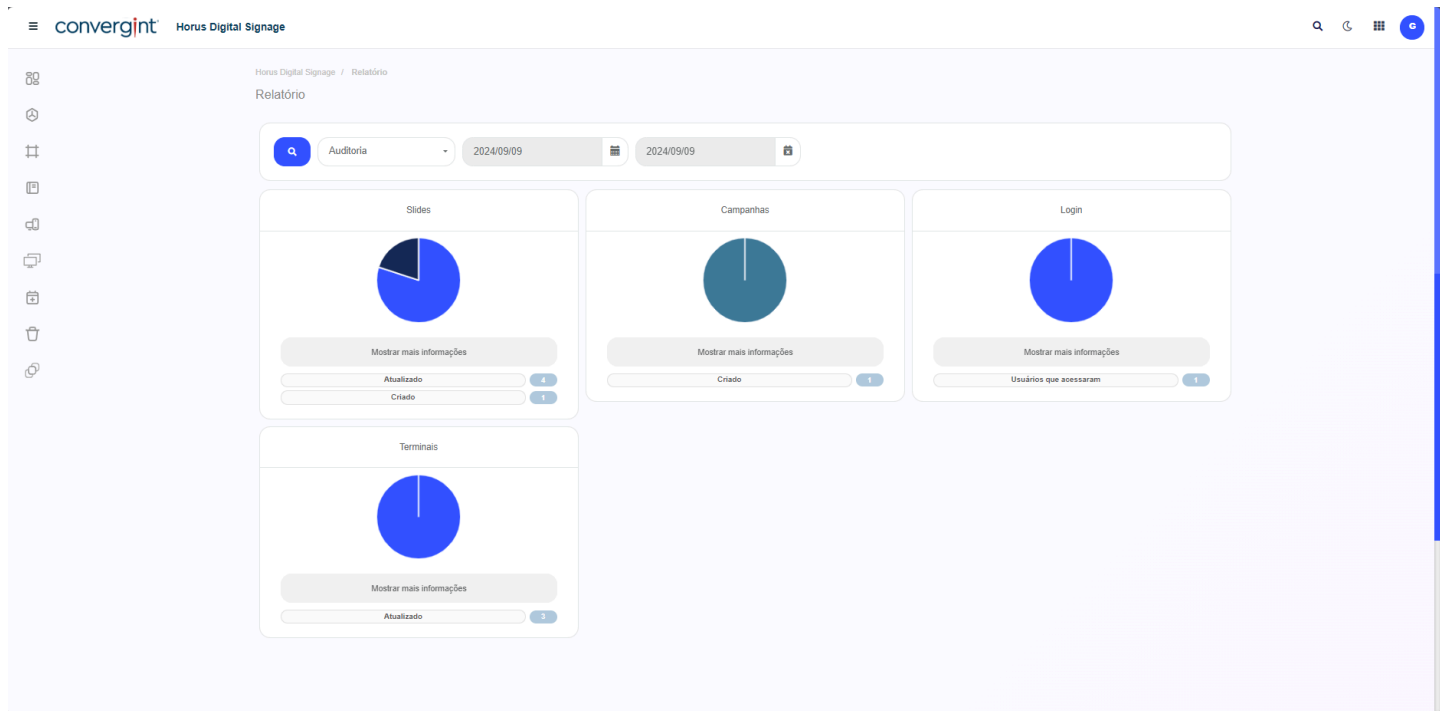 convergint Horus Digital Signage G
Horus Digital Signage / Relatório
Relatório
Auditoria 2024/09/09 2024/09/09
Slides
Mostrar mais informações
Atualizado 4
Criado 1
Campanhas
Mostrar mais informações
Criado 1
Login
Mostrar mais informações
Usuários que acessaram 1
Terminais
Mostrar mais informações
Atualizado 3